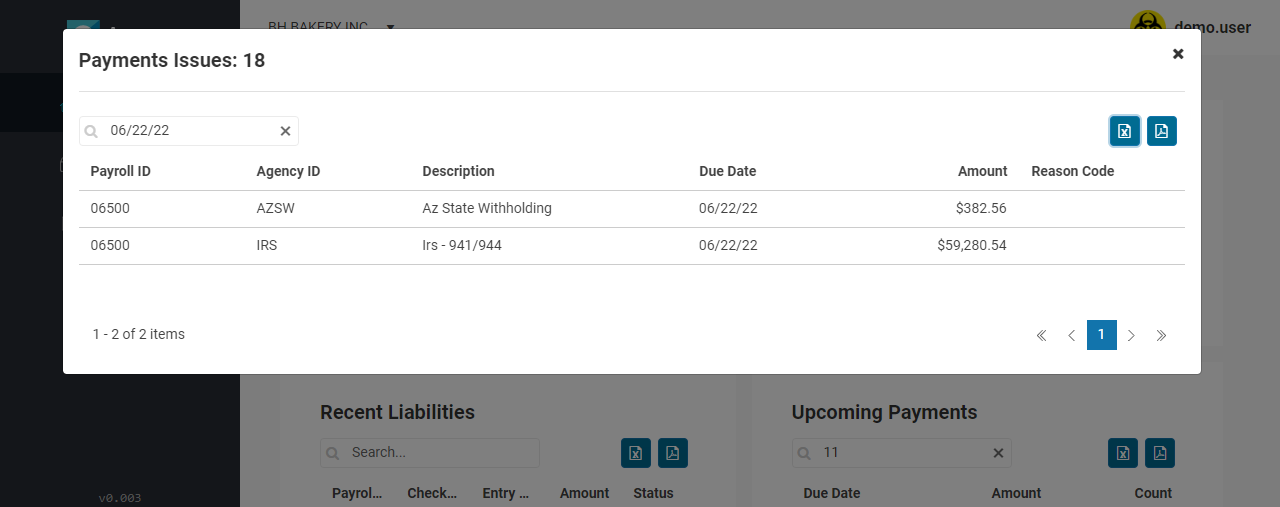 BH BAKERY INC
demo.user
Payments Issues: 18
06/22/22
Payroll ID Agency ID Description Due Date Amount Reason Code
06500 AZSW Az State Withholding 06/22/22 $382.56
06500 IRS Irs - 941/944 06/22/22 $59,280.54
1 - 2 of 2 items
1
Recent Liabilities
Upcoming Payments
Search...
11
Payrol... Check... Entry ... Amount Status
Due Date Amount Count
v0.003